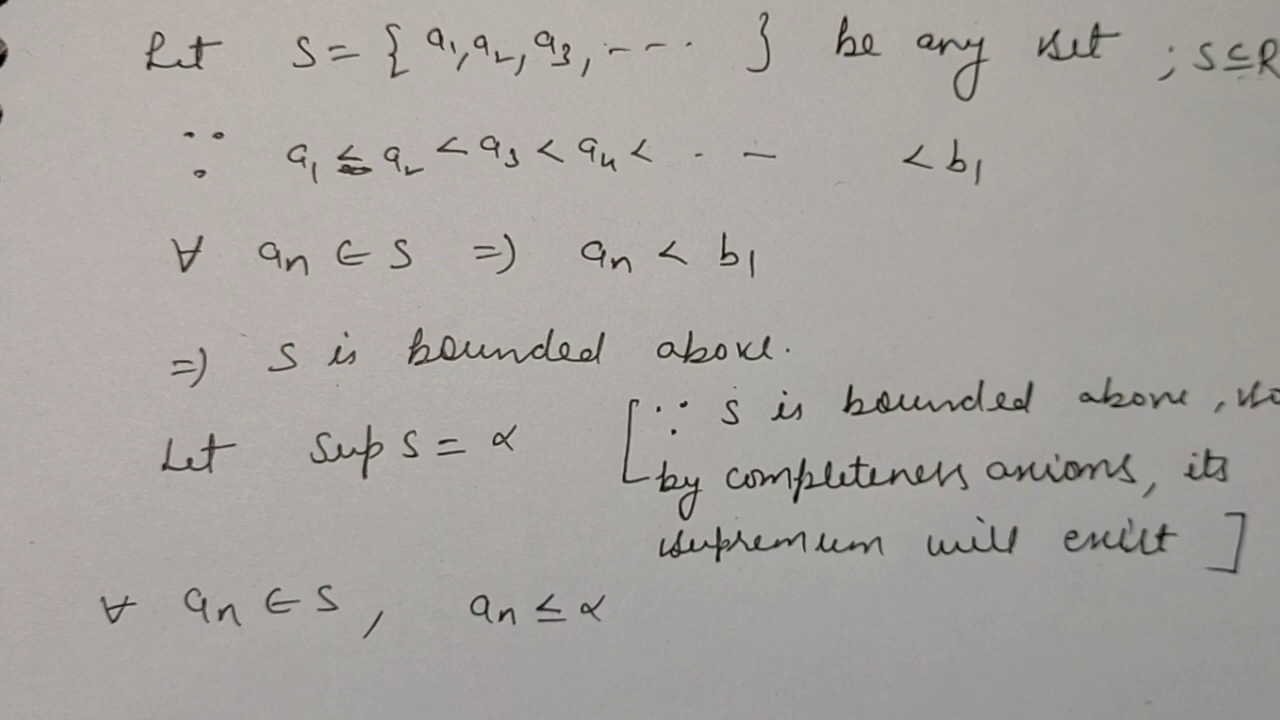 Let S = { a₁, a₂, a₃, ---- } be any set ; S ⊆ R
∵ a₁ ≤ a₂ < a₃ < a₄ < . - < b₁
∀ aₙ ∈ S => aₙ < b₁
=> S is bounded above.
Let Sup S = α [ ∵ S is bounded above, so
by completeness axioms, its
supremum will exist ]
∀ aₙ ∈ S, aₙ ≤ α